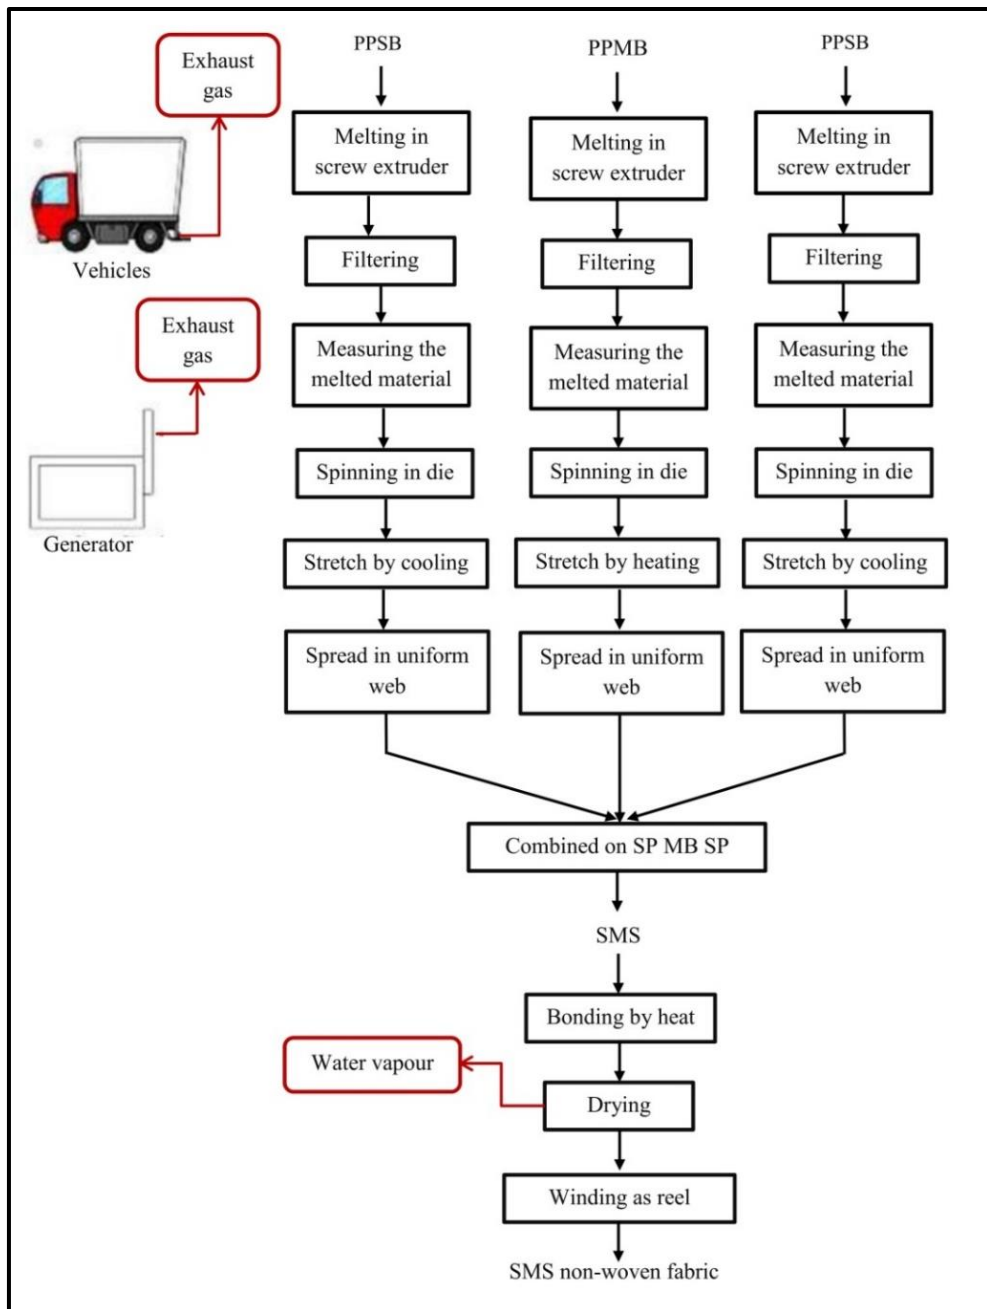 Exhaust
gas
Vehicles
Exhaust
gas
Generator
PPSB
Melting in
screw extruder
Filtering
Measuring the
melted material
Spinning in die
Stretch by cooling
Spread in uniform
web
PPMB
Melting in
screw extruder
Filtering
Measuring the
melted material
Spinning in die
Stretch by heating
Spread in uniform
web
PPSB
Melting in
screw extruder
Filtering
Measuring the
melted material
Spinning in die
Stretch by cooling
Spread in uniform
web
Combined on SP MB SP
SMS
Bonding by heat
Water vapour
Drying
Winding as reel
SMS non-woven fabric